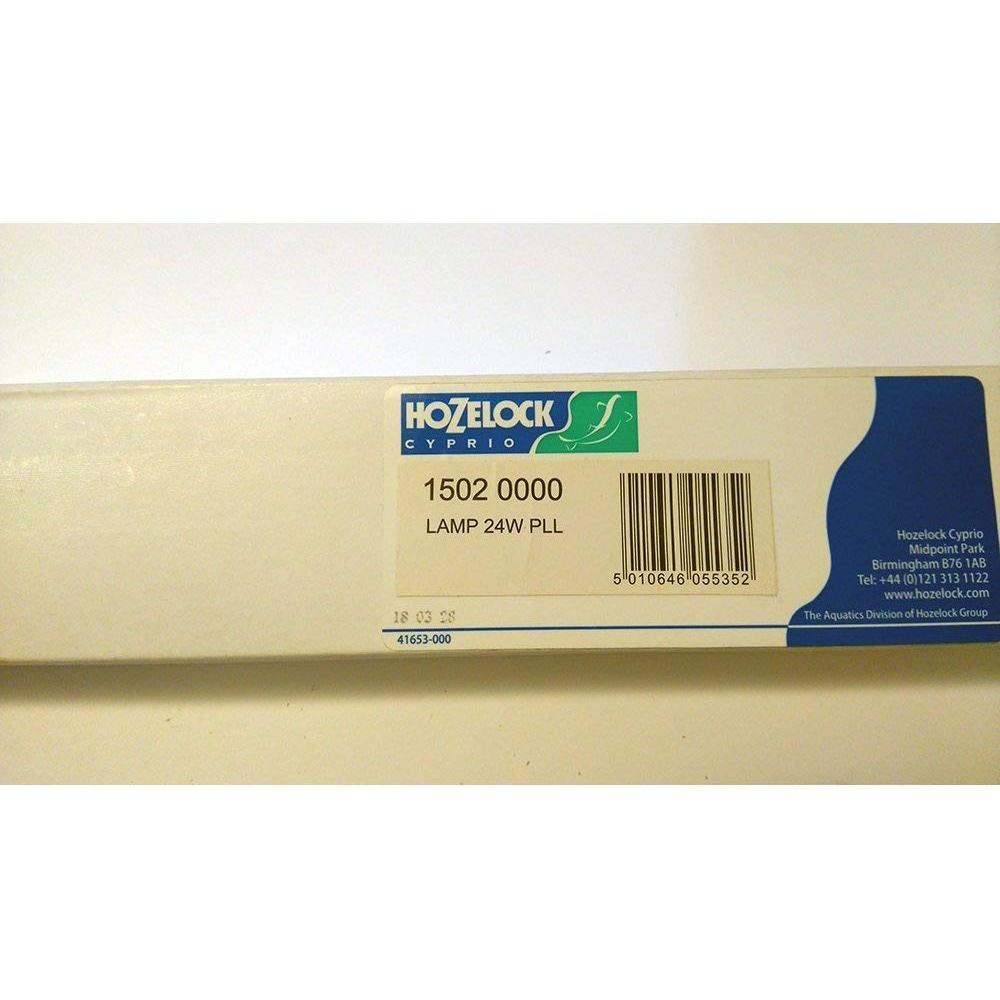 HOZELOCK
CYPRIO
1502 0000
LAMP 24W PLL
5 010646 055352
Hozelock Cyprio
Midpoint Park
Birmingham B76 1AB
Tel: +44 (0)121 313 1122
www.hozelock.com
The Aquatics Division of Hozelock Group
18 03 28
41653-000